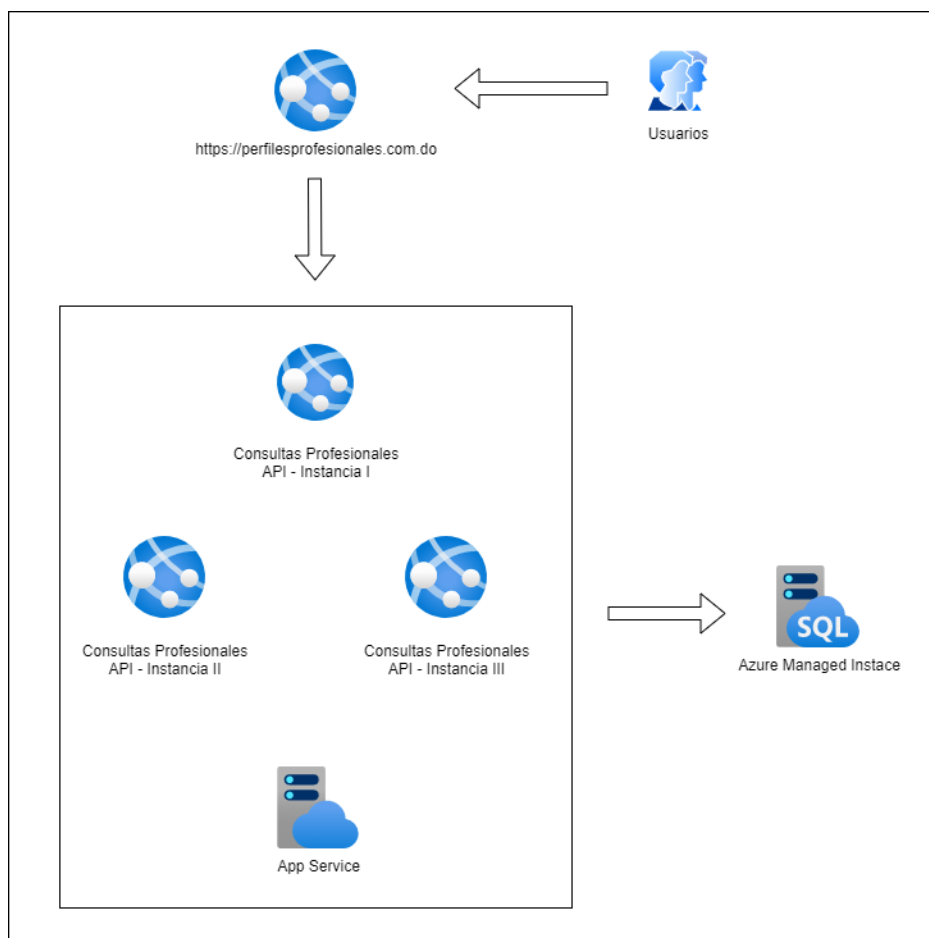 https://perfilesprofesionales.com.do
Usuarios
Consultas Profesionales
API - Instancia I
Consultas Profesionales
API - Instancia II
Consultas Profesionales
API - Instancia III
SQL
Azure Managed Instace
App Service